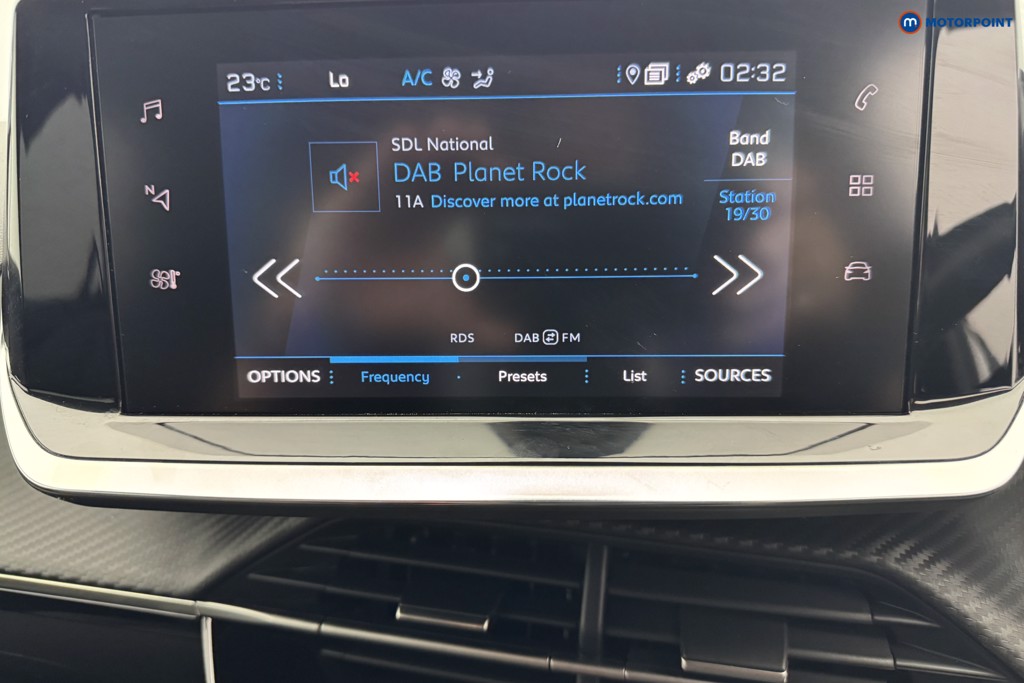 m MOTORPOINT
23°C Lo A/C 02:32
SDL National
DAB Planet Rock
11A Discover more at planetrock.com
Band
DAB
Station
19/30
N
RDS DAB FM
OPTIONS Frequency Presets List SOURCES